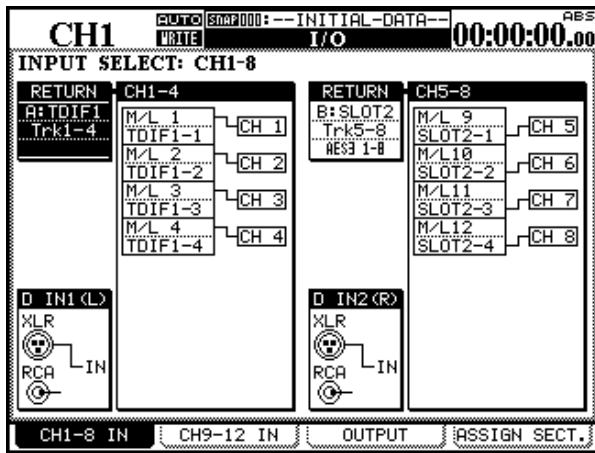 CH1
AUTO SNAP000:--INITIAL-DATA--
WRITE I/O
ABS
00:00:00.00
INPUT SELECT: CH1-8
RETURN
A:TDIF1
Trk1-4
CH1-4
M/L 1
TDIF1-1
CH 1
M/L 2
TDIF1-2
CH 2
M/L 3
TDIF1-3
CH 3
M/L 4
TDIF1-4
CH 4
RETURN
B:SLOT2
Trk5-8
AES3 1-8
CH5-8
M/L 9
SLOT2-1
CH 5
M/L10
SLOT2-2
CH 6
M/L11
SLOT2-3
CH 7
M/L12
SLOT2-4
CH 8
D IN1(L)
XLR
RCA
IN
D IN2(R)
XLR
RCA
IN
CH1-8 IN
CH9-12 IN
OUTPUT
ASSIGN SECT.